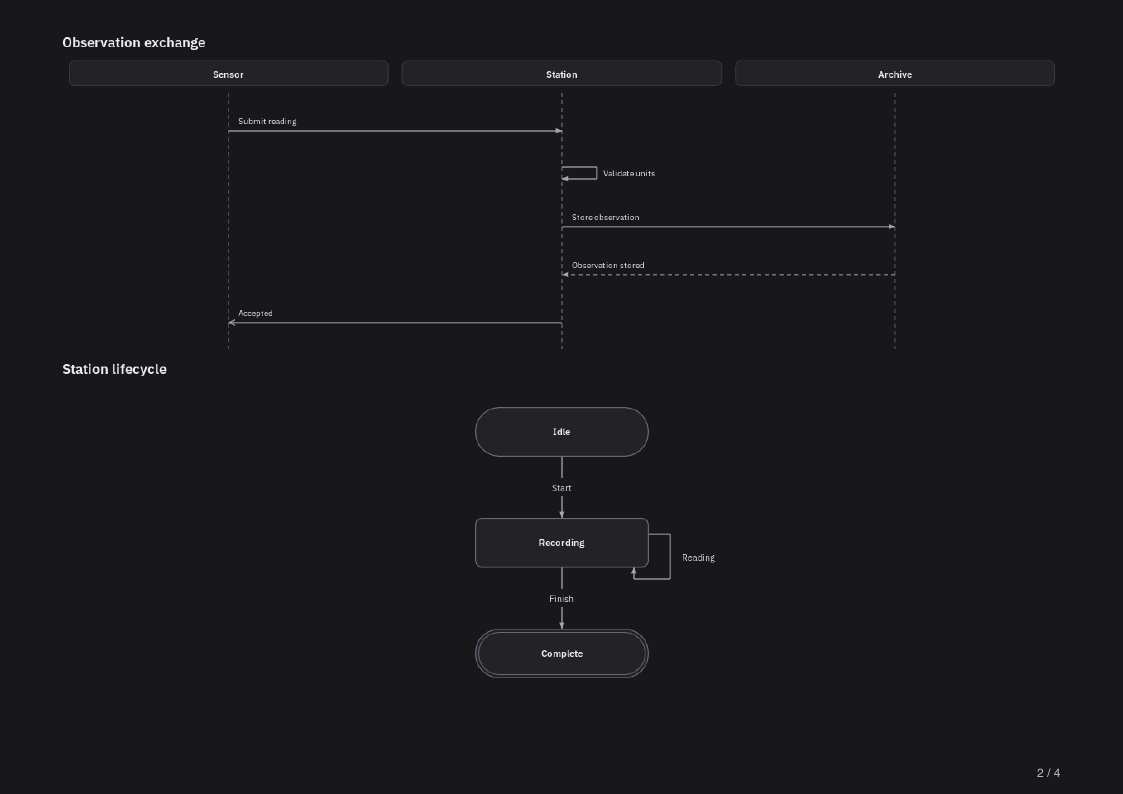 Observation exchange
Sensor
Station
Archive
Submit reading
Validate units
Store observation
Observation stored
Accepted
Station lifecycle
Idle
Start
Recording
Reading
Finish
Complete
2 / 4